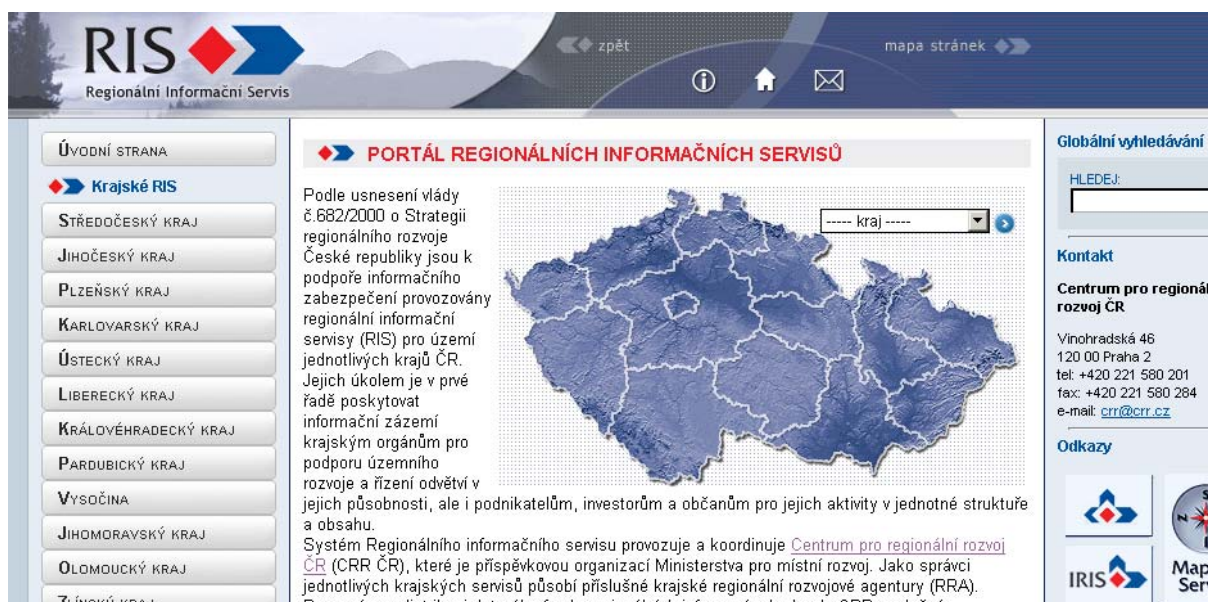 RIS
Regionální Informační Servis
zpět
mapa stránek
ÚVODNÍ STRANA
Krajské RIS
STŘEDOČESKÝ KRAJ
JIHOČESKÝ KRAJ
PLZEŇSKÝ KRAJ
KARLOVARSKÝ KRAJ
ÚSTECKÝ KRAJ
LIBERECKÝ KRAJ
KRÁLOVÉHRADECKÝ KRAJ
PARDUBICKÝ KRAJ
VYSOČINA
JIHOMORAVSKÝ KRAJ
OLOMOUCKÝ KRAJ
PORTÁL REGIONÁLNÍCH INFORMAČNÍCH SERVISŮ
Podle usnesení vlády
č.682/2000 o Strategii
regionálního rozvoje
České republiky jsou k
podpoře informačního
zabezpečení provozovány
regionální informační
servisy (RIS) pro území
jednotlivých krajů ČR.
Jejich úkolem je v prvé
řadě poskytovat
informační zázemí
krajským orgánům pro
podporu územního
rozvoje a řízení odvětví v
jejich působnosti, ale i podnikatelům, investorům a občanům pro jejich aktivity v jednotné struktuře
a obsahu.
Systém Regionálního informačního servisu provozuje a koordinuje Centrum pro regionální rozvoj
ČR (CRR ČR), které je příspěvkovou organizací Ministerstva pro místní rozvoj. Jako správci
jednotlivých krajských servisů působí příslušné krajské regionální rozvojové agentury (RRA).
----- kraj -----
Globální vyhledávání
HLEDEJ:
Kontakt
Centrum pro regionál
rozvoj ČR
Vinohradská 46
120 00 Praha 2
tel: +420 221 580 201
fax: +420 221 580 284
e-mail: crr@crr.cz
Odkazy
IRIS
S
N
Map
Ser